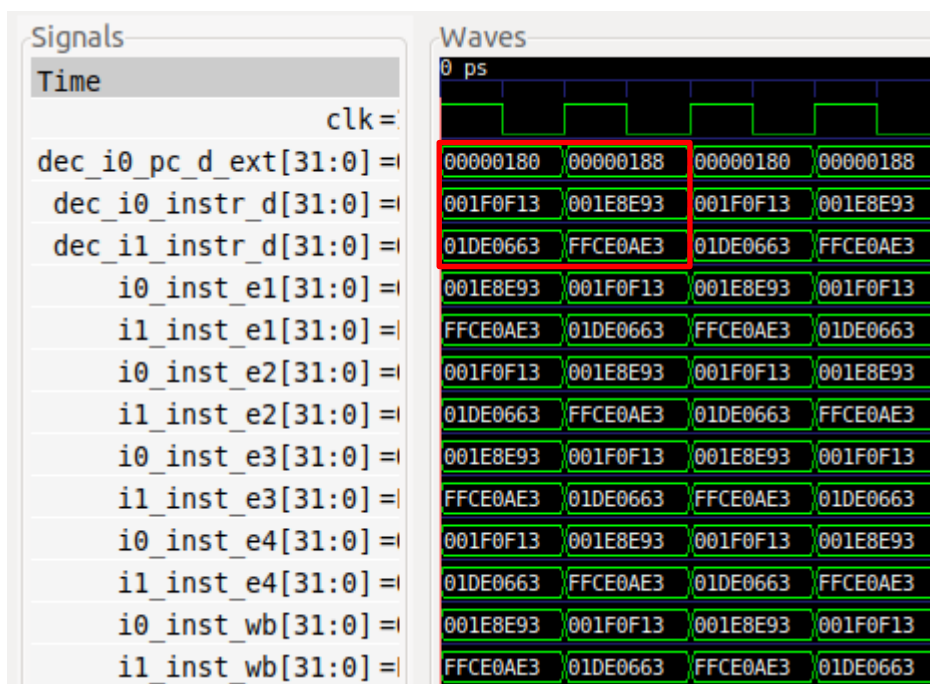 Signals
Waves
Time
0 ps
clk=
dec_i0_pc_d_ext[31:0] = 00000180 00000188 00000180 00000188
dec_i0_instr_d[31:0] = 001F0F13 001E8E93 001F0F13 001E8E93
dec_i1_instr_d[31:0] = 01DE0663 FFCE0AE3 01DE0663 FFCE0AE3
i0_inst_e1[31:0] = 001E8E93 001F0F13 001E8E93 001F0F13
i1_inst_e1[31:0] = FFCE0AE3 01DE0663 FFCE0AE3 01DE0663
i0_inst_e2[31:0] = 001F0F13 001E8E93 001F0F13 001E8E93
i1_inst_e2[31:0] = 01DE0663 FFCE0AE3 01DE0663 FFCE0AE3
i0_inst_e3[31:0] = 001E8E93 001F0F13 001E8E93 001F0F13
i1_inst_e3[31:0] = FFCE0AE3 01DE0663 FFCE0AE3 01DE0663
i0_inst_e4[31:0] = 001F0F13 001E8E93 001F0F13 001E8E93
i1_inst_e4[31:0] = 01DE0663 FFCE0AE3 01DE0663 FFCE0AE3
i0_inst_wb[31:0] = 001E8E93 001F0F13 001E8E93 001F0F13
i1_inst_wb[31:0] = FFCE0AE3 01DE0663 FFCE0AE3 01DE0663